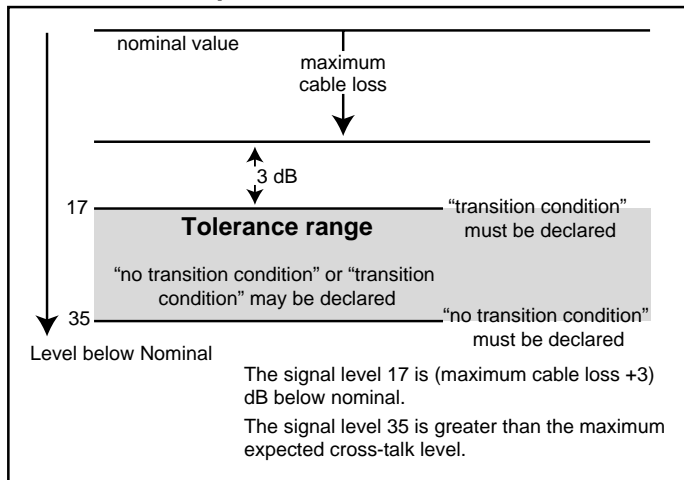 nominal value
maximum
cable loss
3 dB
17
“transition condition”
must be declared
Tolerance range
“no transition condition” or “transition
condition” may be declared
35
“no transition condition”
must be declared
Level below Nominal
The signal level 17 is (maximum cable loss +3)
dB below nominal.
The signal level 35 is greater than the maximum
expected cross-talk level.